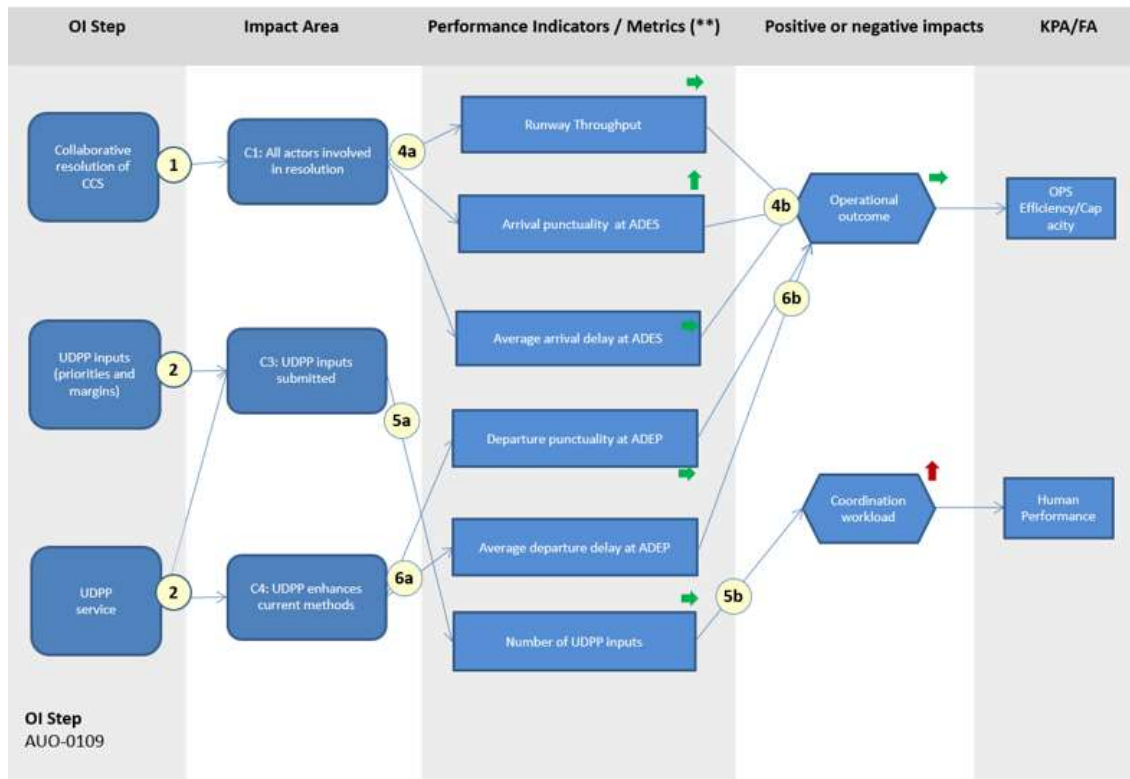 OI Step
Impact Area
Performance Indicators / Metrics (**)
Positive or negative impacts
KPA/FA
Collaborative
resolution of
CCS
1
C1: All actors involved
in resolution
4a
Runway Throughput
Arrival punctuality at ADES
4b
Operational
outcome
OPS
Efficiency/Cap
acity
6b
UDPP inputs
(priorities and
margins)
2
C3: UDPP inputs
submitted
5a
Average arrival delay at ADES
Departure punctuality at ADEP
Coordination
workload
Human
Performance
UDPP
service
2
C4: UDPP enhances
current methods
6a
Average departure delay at ADEP
5b
Number of UDPP inputs
OI Step
AUO-0109